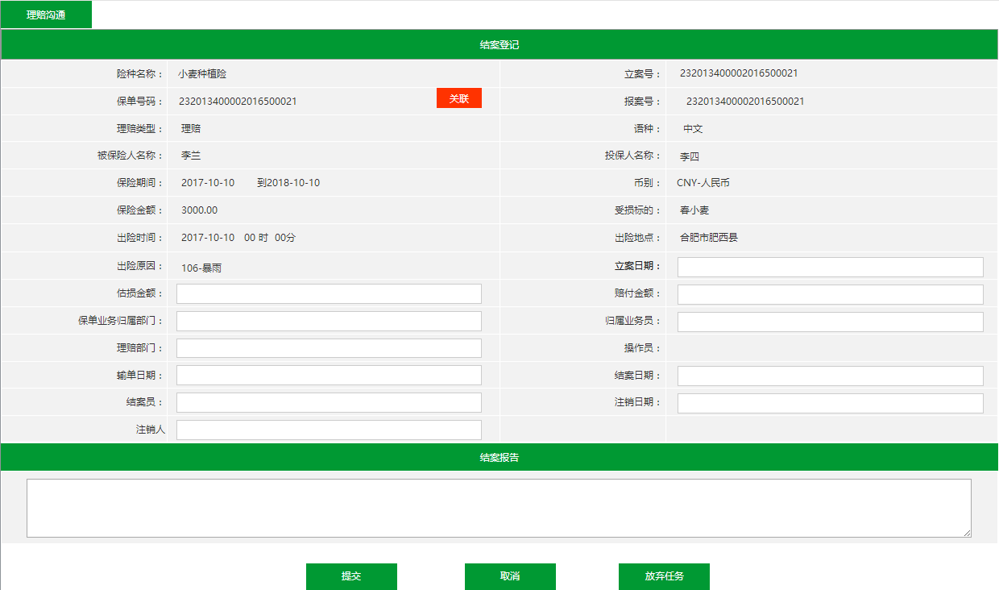 理赔沟通
结案登记
险种名称： 小麦种植险 立案号： 232013400002016500021
保单号码： 232013400002016500021 关联 报案号： 232013400002016500021
理赔类型： 理赔 语种： 中文
被保险人名称： 李兰 投保人名称： 李四
保险期间： 2017-10-10 到2018-10-10 币别： CNY-人民币
保险金额： 3000.00 受损标的： 春小麦
出险时间： 2017-10-10 00 时 00分 出险地点： 合肥市肥西县
出险原因： 106-暴雨 立案日期：
估损金额： 赔付金额：
保单业务归属部门： 归属业务员：
理赔部门： 操作员：
输单日期： 结案日期：
结案员： 注销日期：
注销人
结案报告
提交 取消 放弃任务